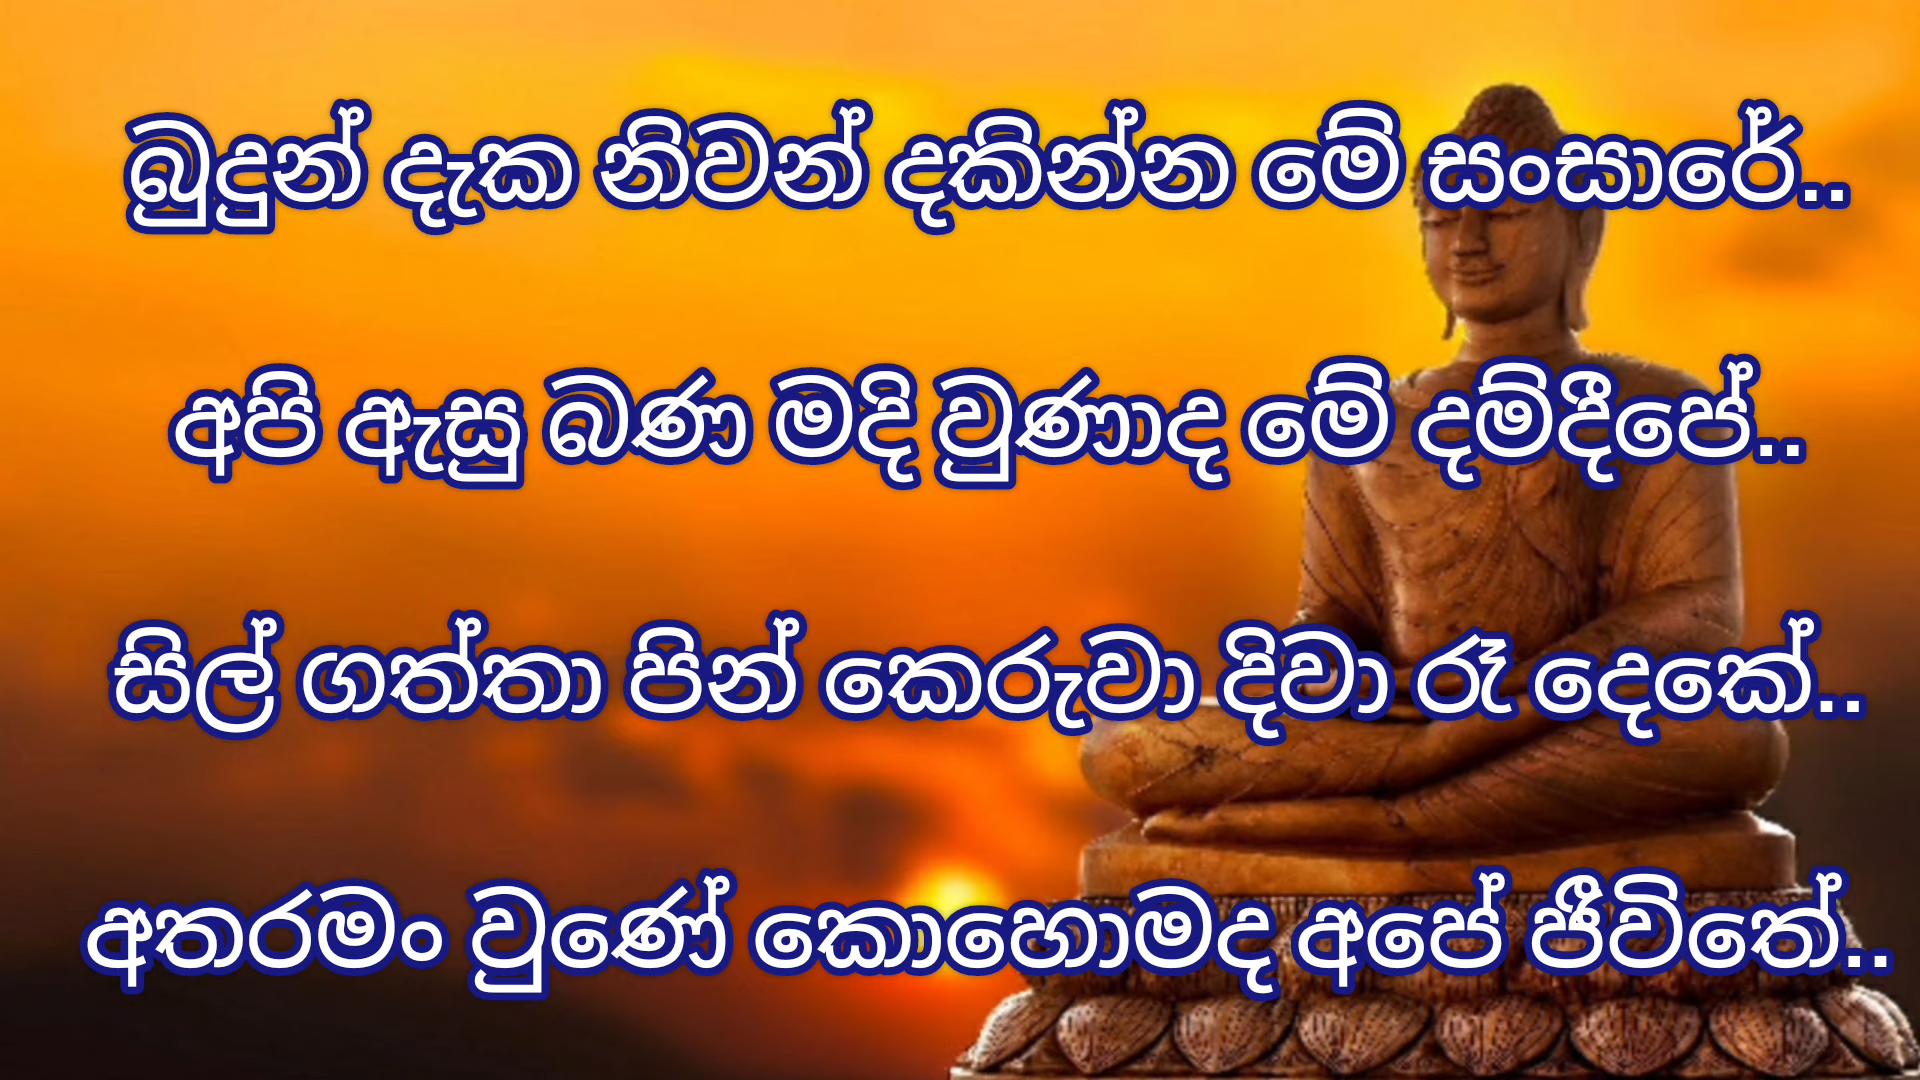 බුදුන් දැක නිවන් දකින්න මේ සංසාරේ..
අපි ඇසු බණ මදි වුණාද මේ දම්දීපේ..
සිල් ගත්තා පින් කෙරුවා දිවා රෑ දෙකේ..
අතරමං වුණේ කොහොමද අපේ ජීවිතේ..